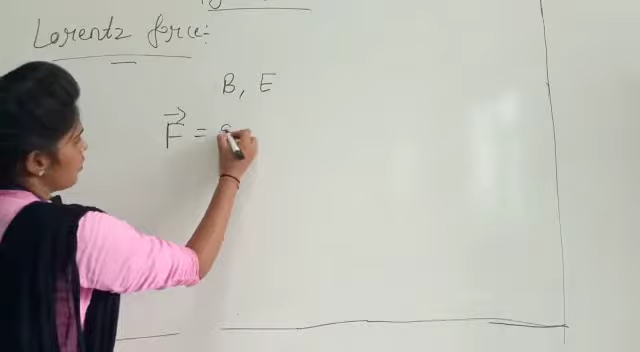 Lorentz force:
B, E
F⃗ =